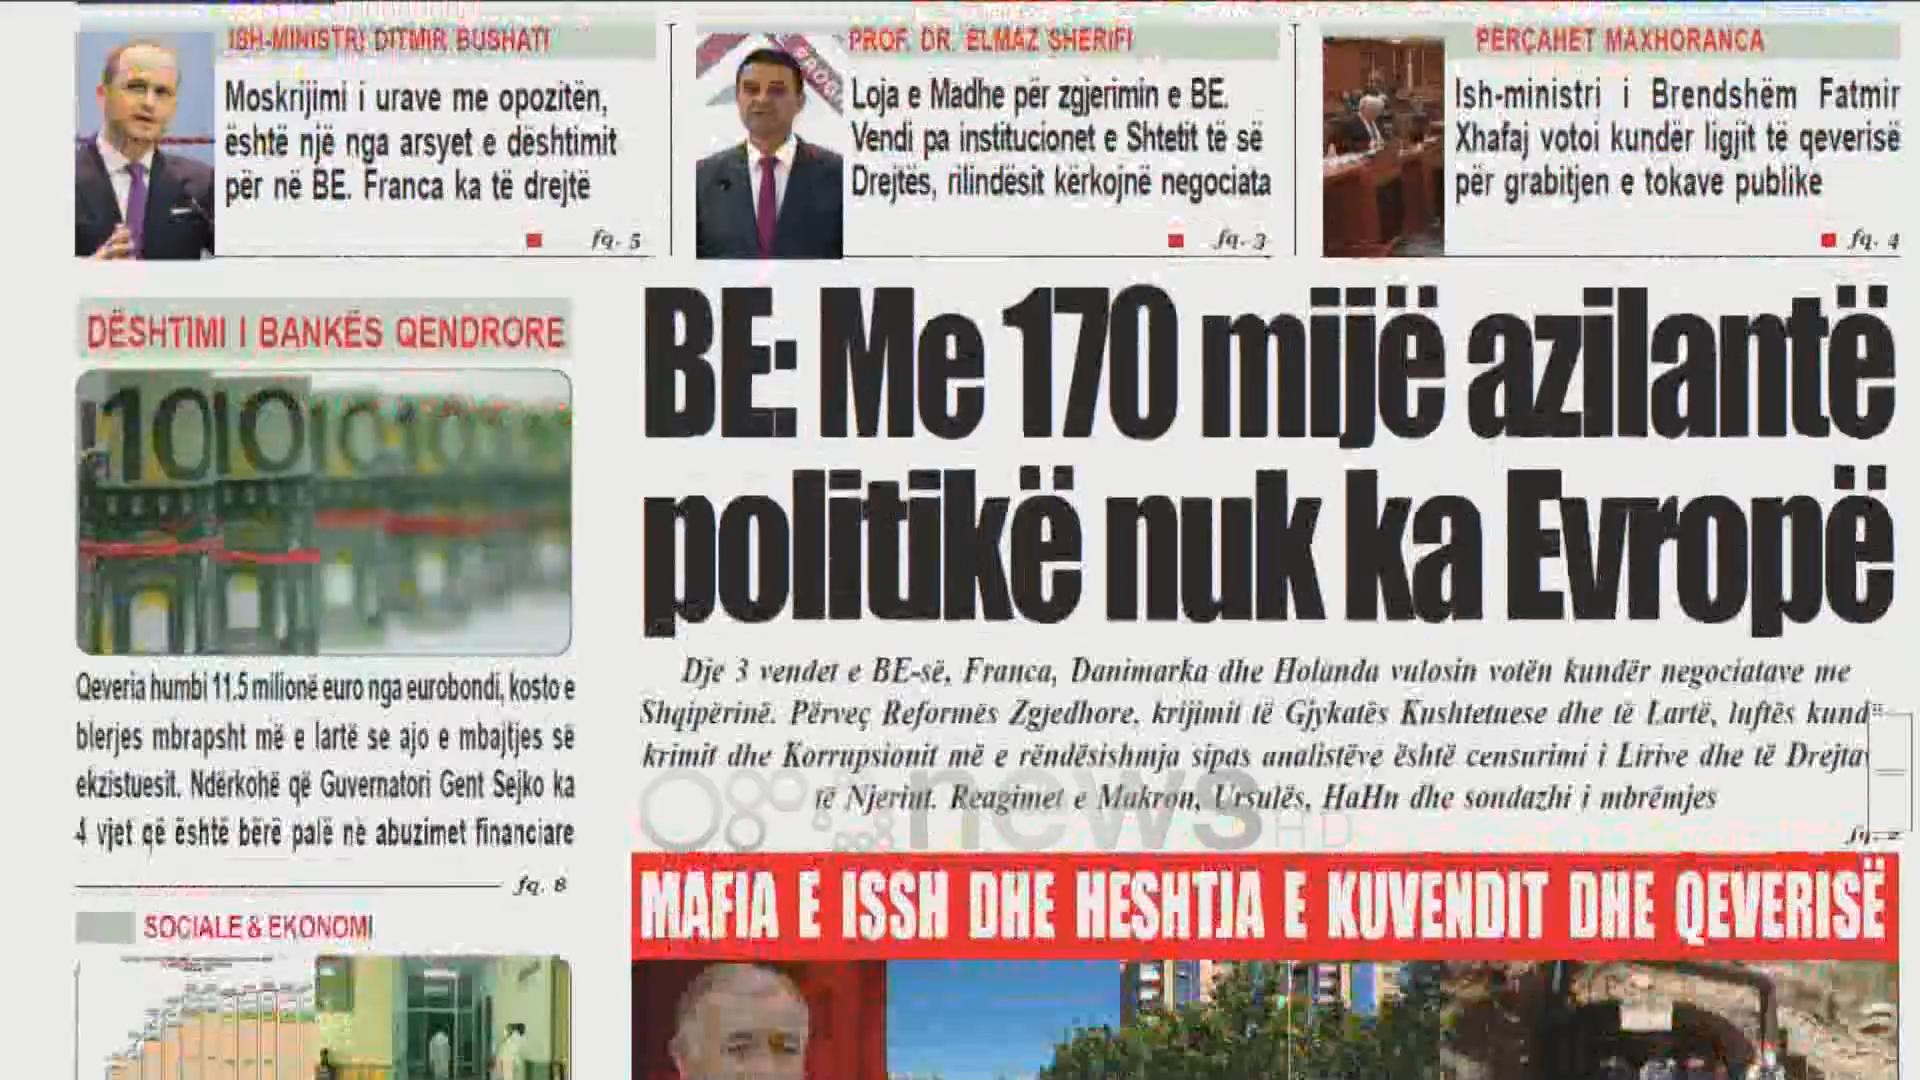 ISH-MINISTRI DITMIR BUSHATI
Moskrijimi i urave me opozitën,
është një nga arsyet e dështimit
për në BE. Franca ka të drejtë
fq. 5
PROF. DR. ELMAZ SHERIFI
Loja e Madhe për zgjerimin e BE.
Vendi pa institucionet e Shtetit të së
Drejtës, rilindësit kërkojnë negociata
fq. 3
PËRÇAHET MAXHORANCA
Ish-ministri i Brendshëm Fatmir
Xhafaj votoi kundër ligjit të qeverisë
për grabitjen e tokave publike
fq. 4
DËSHTIMI I BANKËS QENDRORE
100
Qeveria humbi 11.5 milionë euro nga eurobondi, kosto e
blerjes mbrapsht më e lartë se ajo e mbajtjes së
ekzistuesit. Ndërkohë që Guvernatori Gent Sejko ka
4 vjet që është bërë palë në abuzimet financiare
fq. 8
SOCIALE & EKONOMI
BE: Me 170 mijë azilantë
politikë nuk ka Evropë
Dje 3 vendet e BE-së, Franca, Danimarka dhe Holanda vulosin votën kundër negociatave me
Shqipërinë. Përveç Reformës Zgjedhore, krijimit të Gjykatës Kushtetuese dhe të Lartë, luftës kundë
krimit dhe Korrupsionit më e rëndësishmja sipas analistëve është censurimi i Lirive dhe të Drejta
të Njeriut. Reagimet e Makron, Ursulës, HaHn dhe sondazhi i mbrëmjes
news HD
MAFIA E ISSH DHE HESHTJA E KUVENDIT DHE QEVERISË